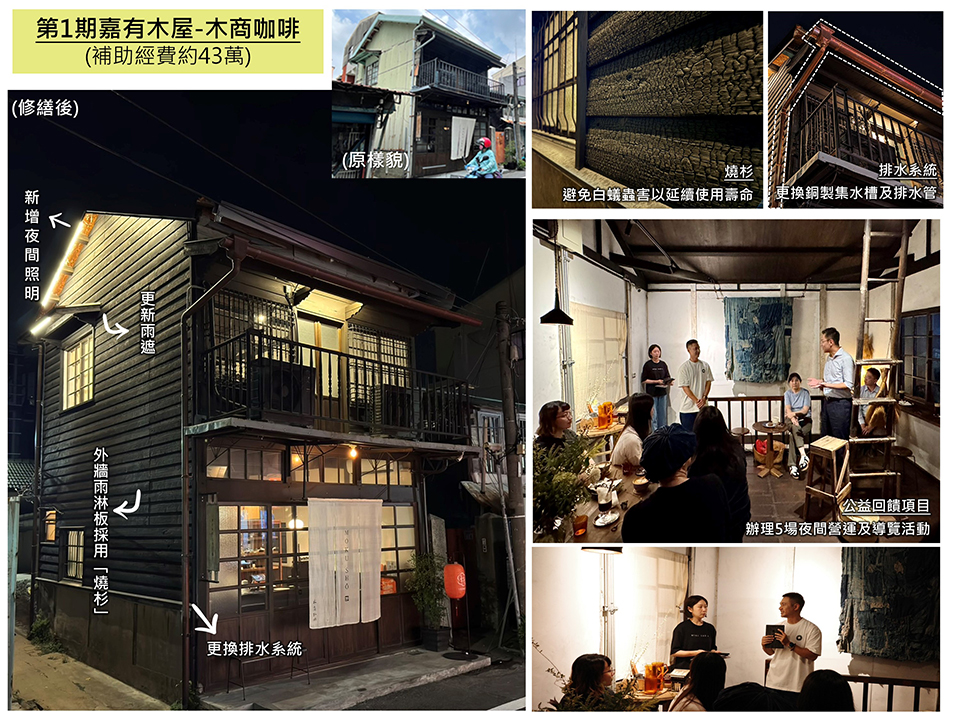 第1期嘉有木屋-木商咖啡
(補助經費約43萬)
(修繕後)
(原樣貌)
新增夜間照明
更新雨遮
外牆雨淋板採用「燒杉」
更換排水系統
燒杉
避免白蟻蟲害以延續使用壽命
排水系統
更換銅製集水槽及排水管
公益回饋項目
辦理5場夜間營運及導覽活動